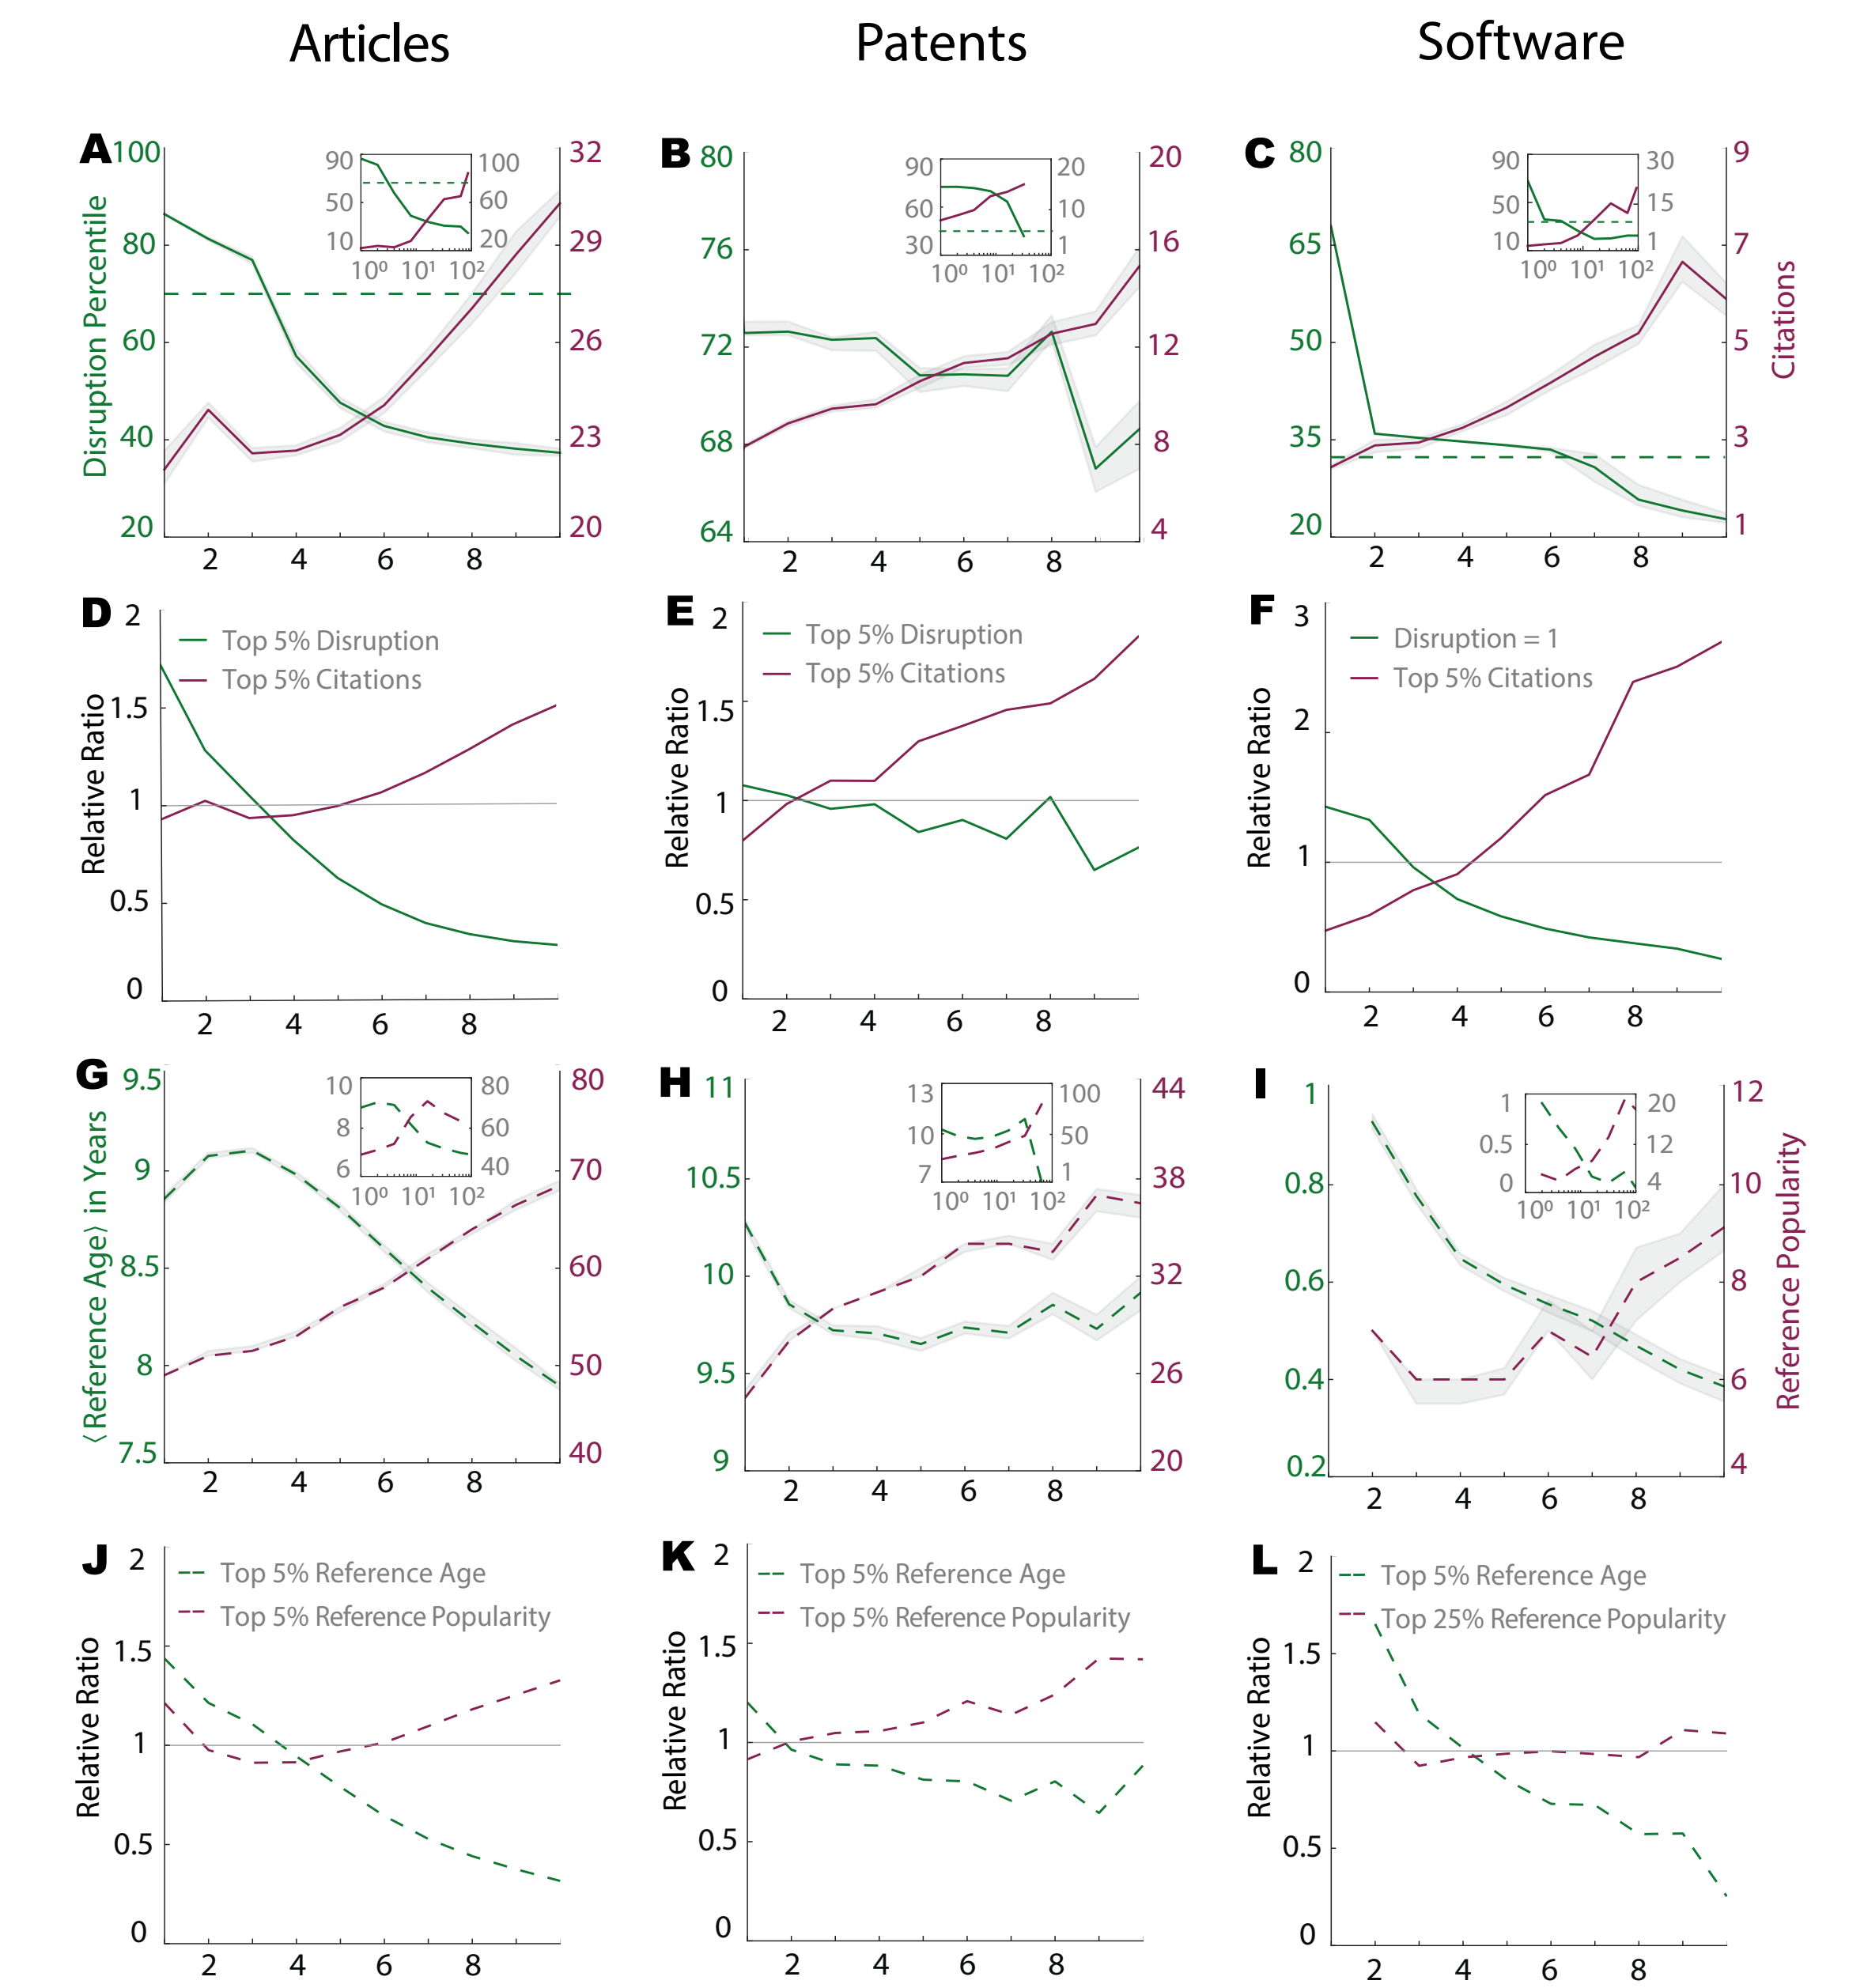 Articles Patents Software
A 100 80 60 40 20
Disruption Percentile
32 29 26 23 20
2 4 6 8
90 50 10
100 60 20
10⁰ 10¹ 10²
B 80 76 72 68 64
20 16 12 8 4
2 4 6 8
90 60 30
20 10 1
10⁰ 10¹ 10²
C 80 65 50 35 20
9 7 5 3 1
Citations
2 4 6 8
90 50 10
30 15 1
10⁰ 10¹ 10²
D 2 1.5 1 0.5 0
Relative Ratio
Top 5% Disruption
Top 5% Citations
2 4 6 8
E 2 1.5 1 0.5 0
Relative Ratio
Top 5% Disruption
Top 5% Citations
2 4 6 8
F 3 2 1 0
Relative Ratio
Disruption = 1
Top 5% Citations
2 4 6 8
G 9.5 9 8.5 8 7.5
⟨Reference Age⟩ in Years
80 70 60 50 40
2 4 6 8
10 8 6
80 60 40
10⁰ 10¹ 10²
H 11 10.5 10 9.5 9
44 38 32 26 20
2 4 6 8
13 10 7
100 50 1
10⁰ 10¹ 10²
I 1 0.8 0.6 0.4 0.2
12 10 8 6 4
Reference Popularity
2 4 6 8
1 0.5 0
20 12 4
10⁰ 10¹ 10²
J 2 1.5 1 0.5 0
Relative Ratio
Top 5% Reference Age
Top 5% Reference Popularity
2 4 6 8
K 2 1.5 1 0.5 0
Relative Ratio
Top 5% Reference Age
Top 5% Reference Popularity
2 4 6 8
L 2 1.5 1 0.5 0
Relative Ratio
Top 5% Reference Age
Top 25% Reference Popularity
2 4 6 8